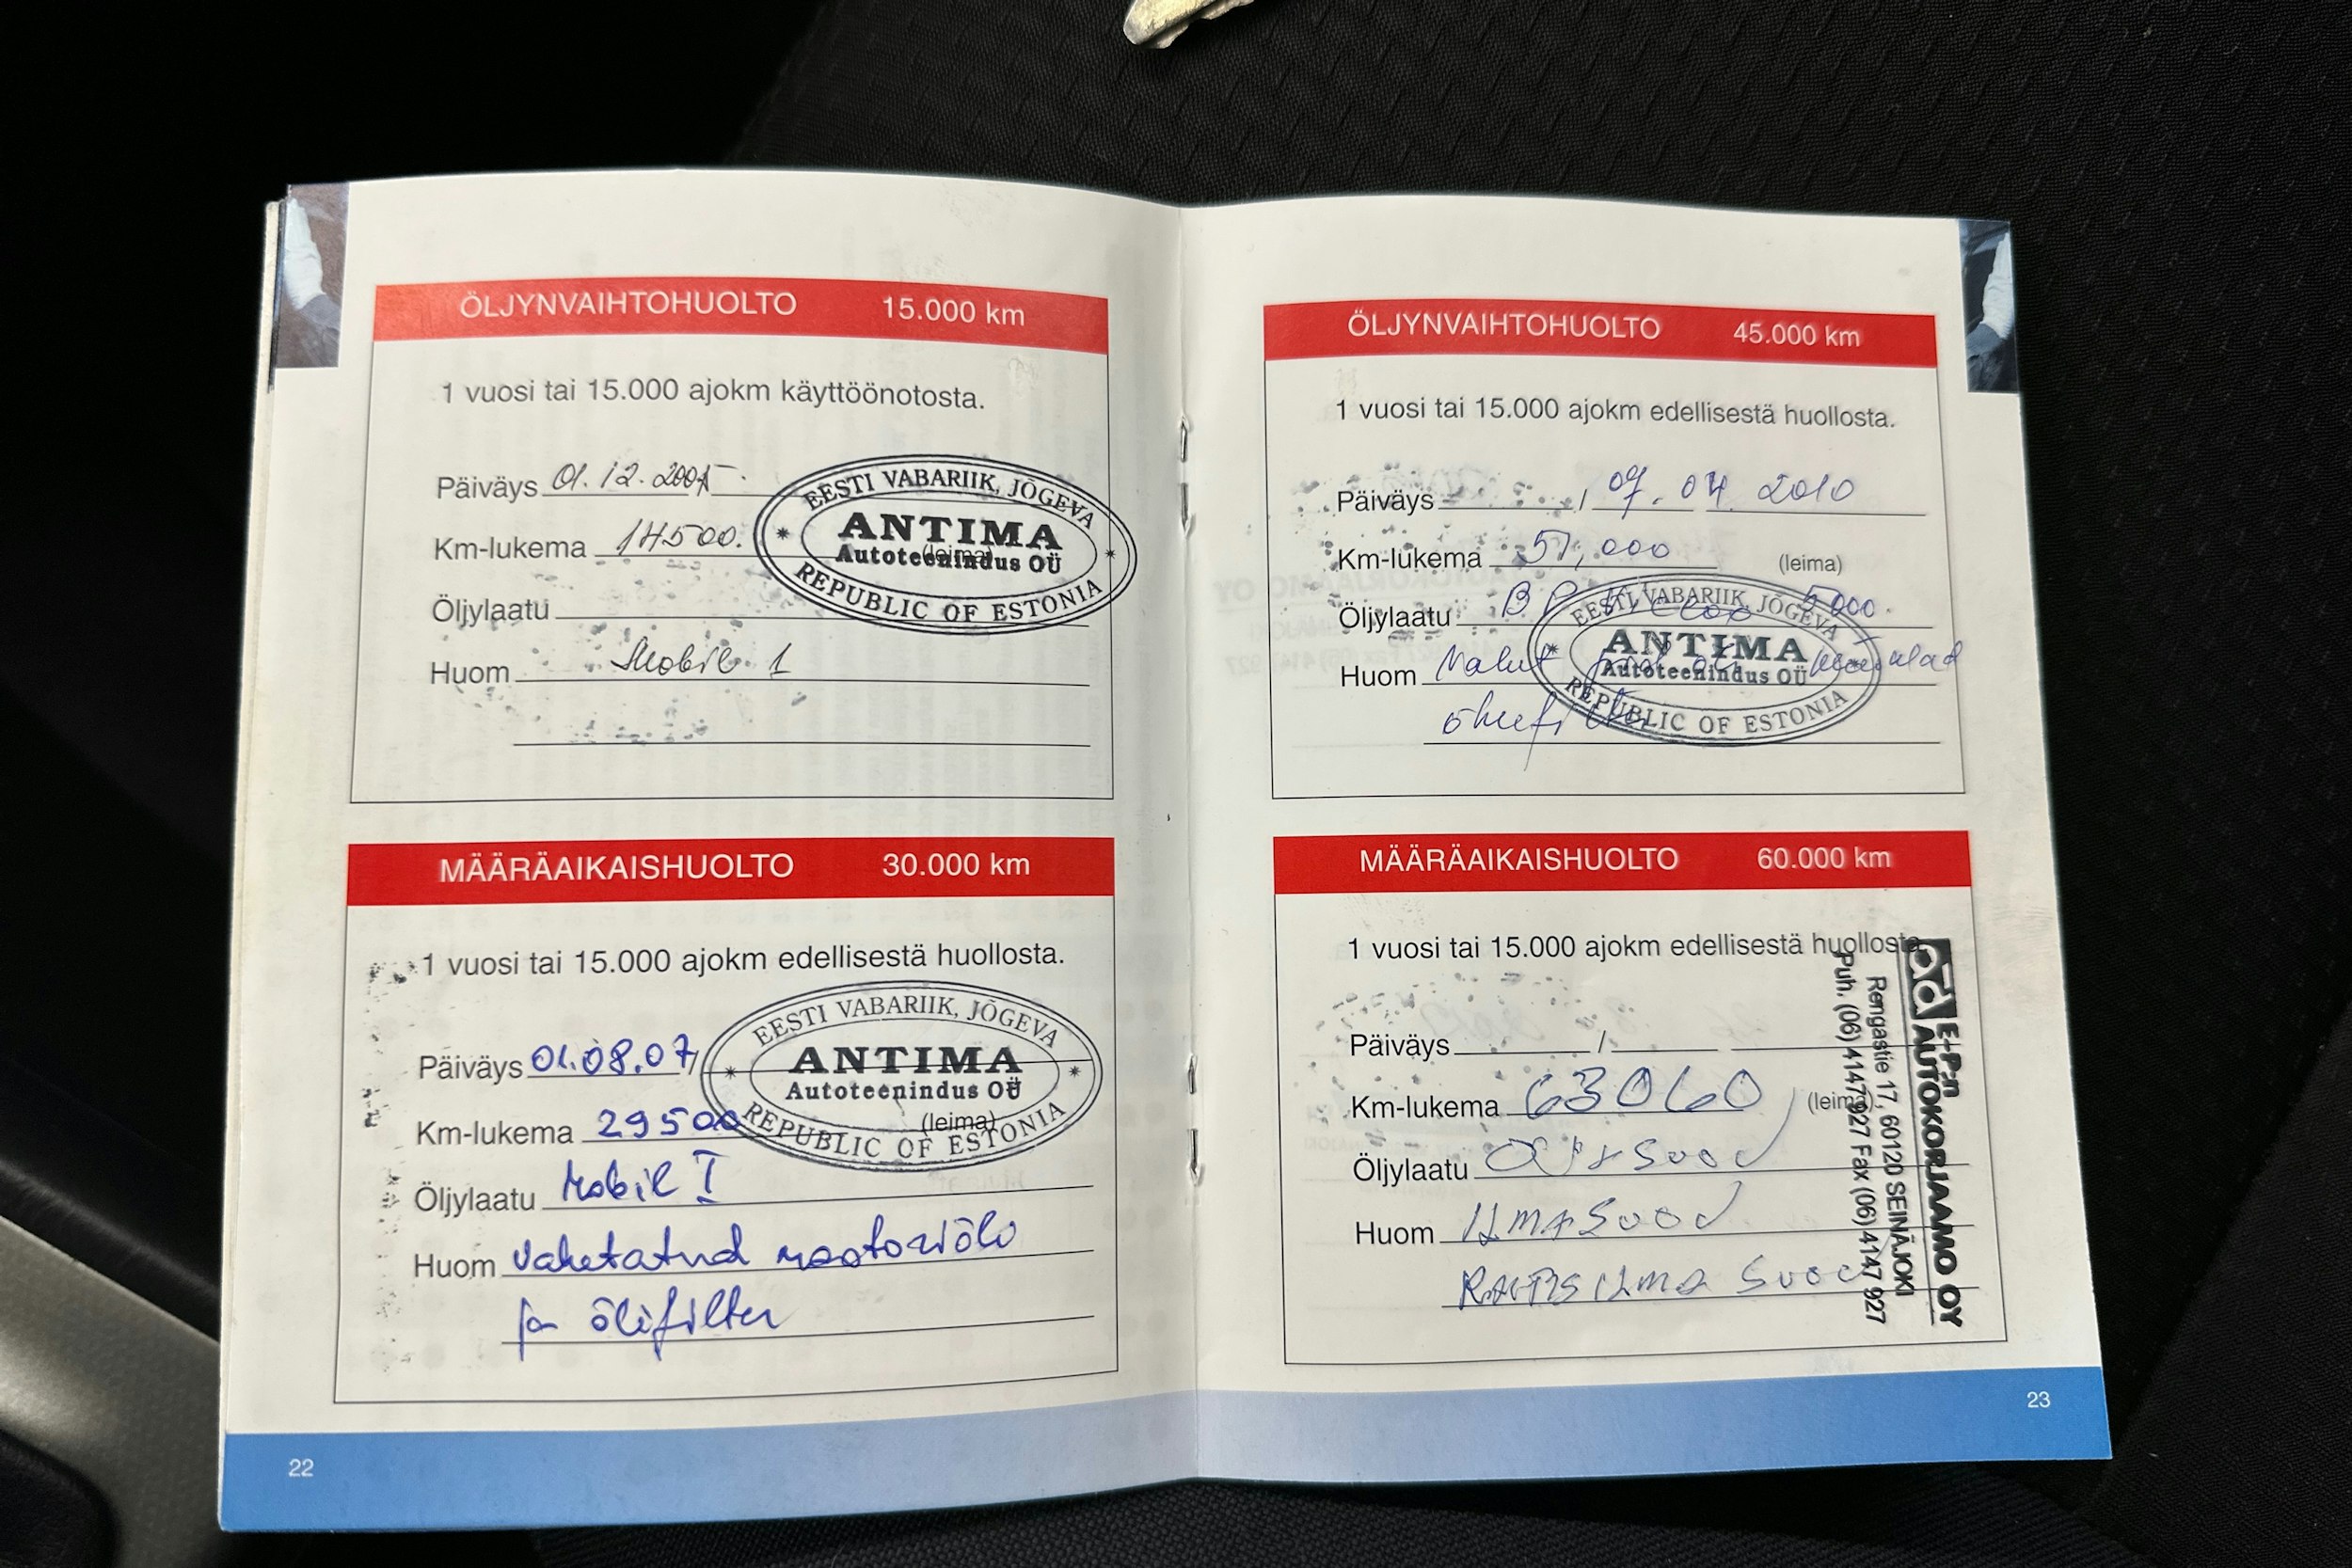 ÖLJYNVAIHTOHUOLTO 15.000 km
1 vuosi tai 15.000 ajokm käyttöönotosta.
Päiväys 01.12.2005.
Km-lukema 14500.
(leima)
Öljylaatu
Huom Mobil 1
EESTI VABARIIK, JÕGEVA
ANTIMA
Autoteenindus OÜ
REPUBLIC OF ESTONIA
MÄÄRÄAIKAISHUOLTO 30.000 km
1 vuosi tai 15.000 ajokm edellisestä huollosta.
Päiväys 01.08.07
Km-lukema 29500
(leima)
Öljylaatu Mobil I
Huom Vahetatud mootoriõli
ja õlifilter
EESTI VABARIIK, JÕGEVA
ANTIMA
Autoteenindus OÜ
REPUBLIC OF ESTONIA
22
ÖLJYNVAIHTOHUOLTO 45.000 km
1 vuosi tai 15.000 ajokm edellisestä huollosta.
Päiväys / 07.04 2010
Km-lukema 51,000
(leima)
Öljylaatu BP 5000.
Huom
õhufilter
EESTI VABARIIK, JÕGEVA
ANTIMA
Autoteenindus OÜ
REPUBLIC OF ESTONIA
MÄÄRÄAIKAISHUOLTO 60.000 km
1 vuosi tai 15.000 ajokm edellisestä huollosta.
Päiväys /
Km-lukema 63060
(leima)
Öljylaatu
Huom ILMASUOD
RAITISILMA SUOD
ad E-P:n
AUTOKORJAAMO OY
Rengastie 17, 60120 SEINÄJOKI
Puh. (06) 4147 927 Fax (06) 4147 927
23